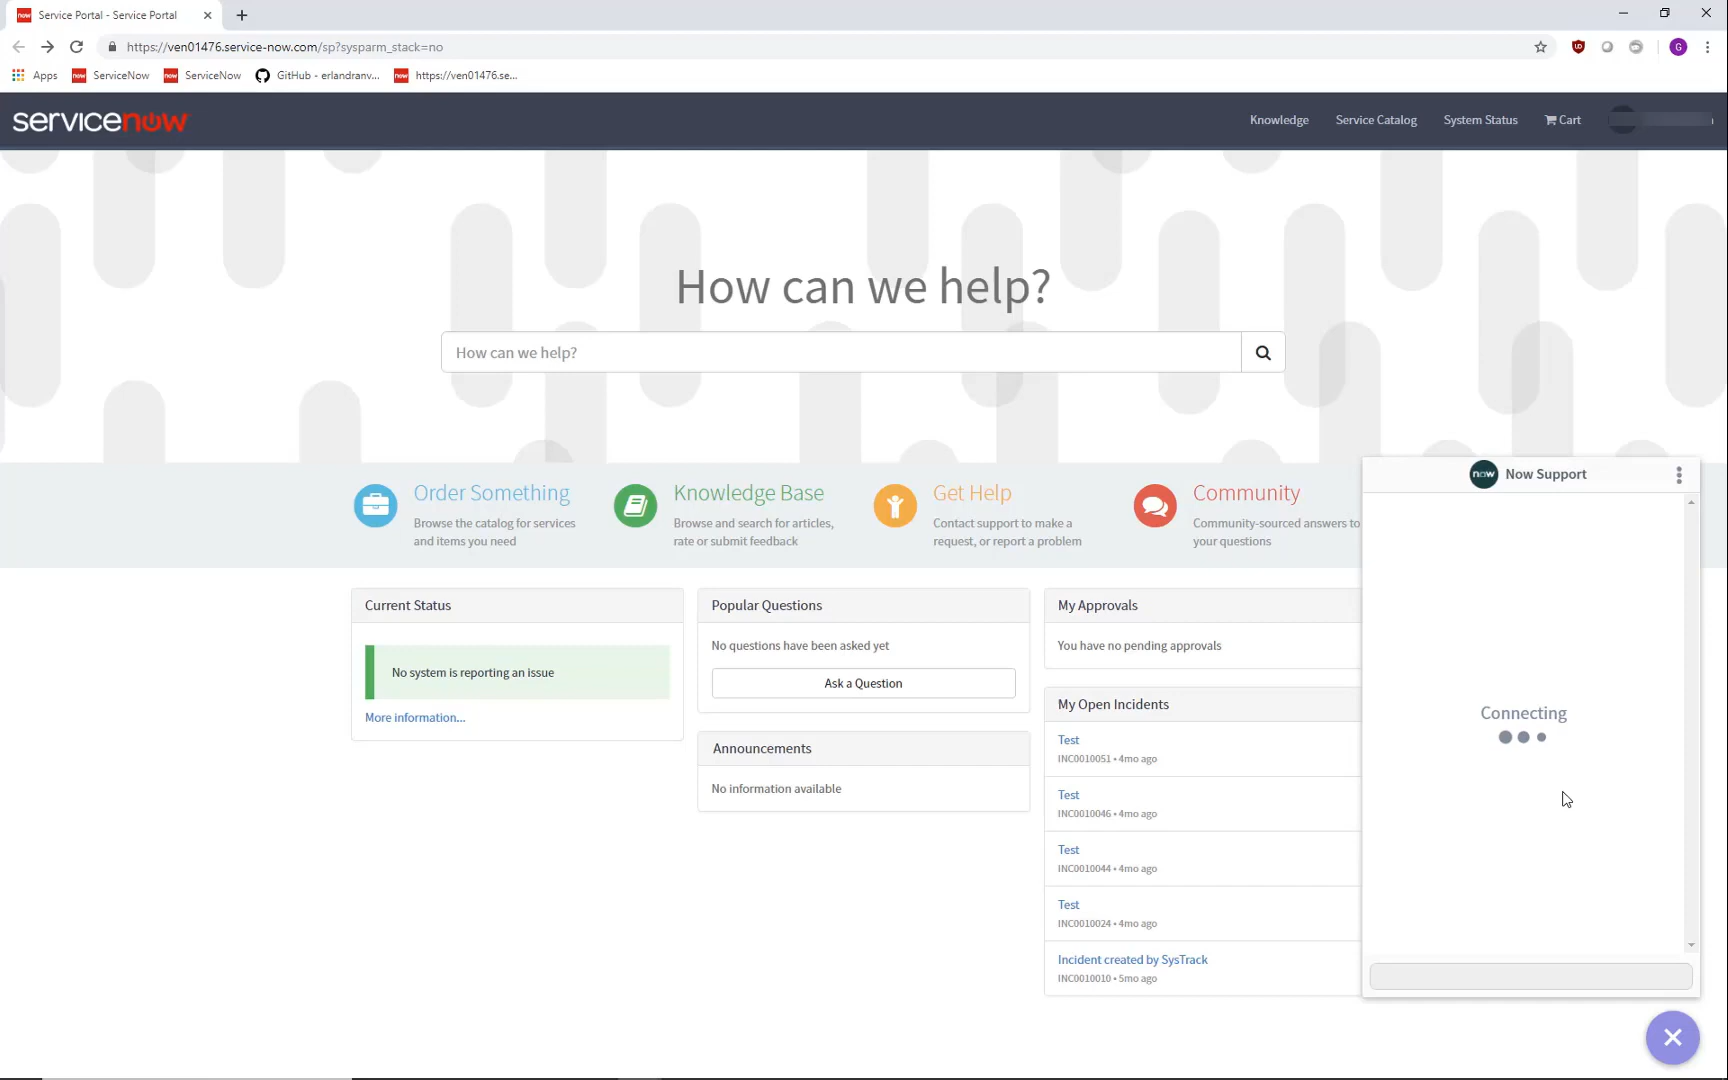 now Service Portal - Service Portal
https://ven01476.service-now.com/sp?sysparm_stack=no
G
Apps
now ServiceNow
now ServiceNow
GitHub - erlandranv...
now https://ven01476.se...
servicenow
Knowledge
Service Catalog
System Status
Cart
How can we help?
How can we help?
Order Something
Browse the catalog for services
and items you need
Knowledge Base
Browse and search for articles,
rate or submit feedback
Get Help
Contact support to make a
request, or report a problem
Community
Community-sourced answers to
your questions
Current Status
No system is reporting an issue
More information...
Popular Questions
No questions have been asked yet
Ask a Question
Announcements
No information available
My Approvals
You have no pending approvals
My Open Incidents
Test
INC0010051 • 4mo ago
Test
INC0010046 • 4mo ago
Test
INC0010044 • 4mo ago
Test
INC0010024 • 4mo ago
Incident created by SysTrack
INC0010010 • 5mo ago
now Now Support
Connecting